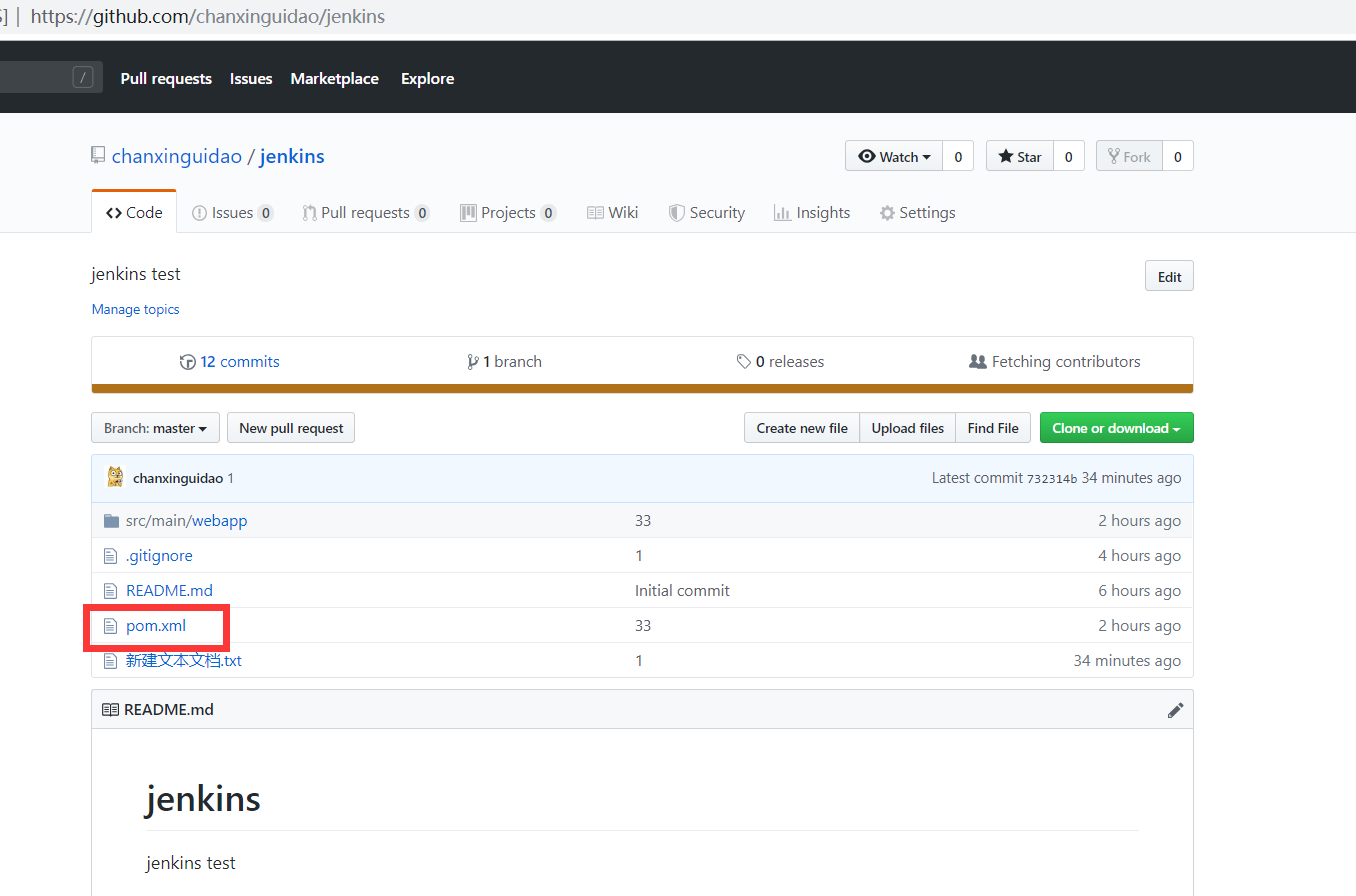 https://github.com/chanxinguidao/jenkins
/ Pull requests Issues Marketplace Explore
chanxinguidao / jenkins Watch 0 Star 0 Fork 0
Code Issues 0 Pull requests 0 Projects 0 Wiki Security Insights Settings
jenkins test Edit
Manage topics
12 commits 1 branch 0 releases Fetching contributors
Branch: master New pull request Create new file Upload files Find File Clone or download
chanxinguidao 1 Latest commit 732314b 34 minutes ago
src/main/webapp 33 2 hours ago
.gitignore 1 4 hours ago
README.md Initial commit 6 hours ago
pom.xml 33 2 hours ago
新建文本文档.txt 1 34 minutes ago
README.md
jenkins
jenkins test